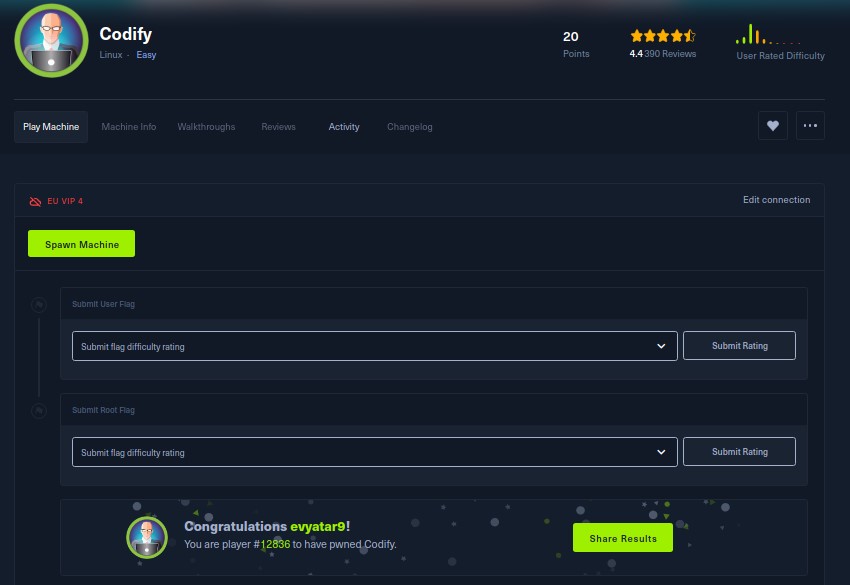 Codify
Linux · Easy
20
Points
4.4 390 Reviews
User Rated Difficulty
Play Machine
Machine Info
Walkthroughs
Reviews
Activity
Changelog
EU VIP 4
Edit connection
Spawn Machine
Submit User Flag
Submit flag difficulty rating
Submit Rating
Submit Root Flag
Submit flag difficulty rating
Submit Rating
Congratulations evyatar9!
You are player #12836 to have pwned Codify.
Share Results